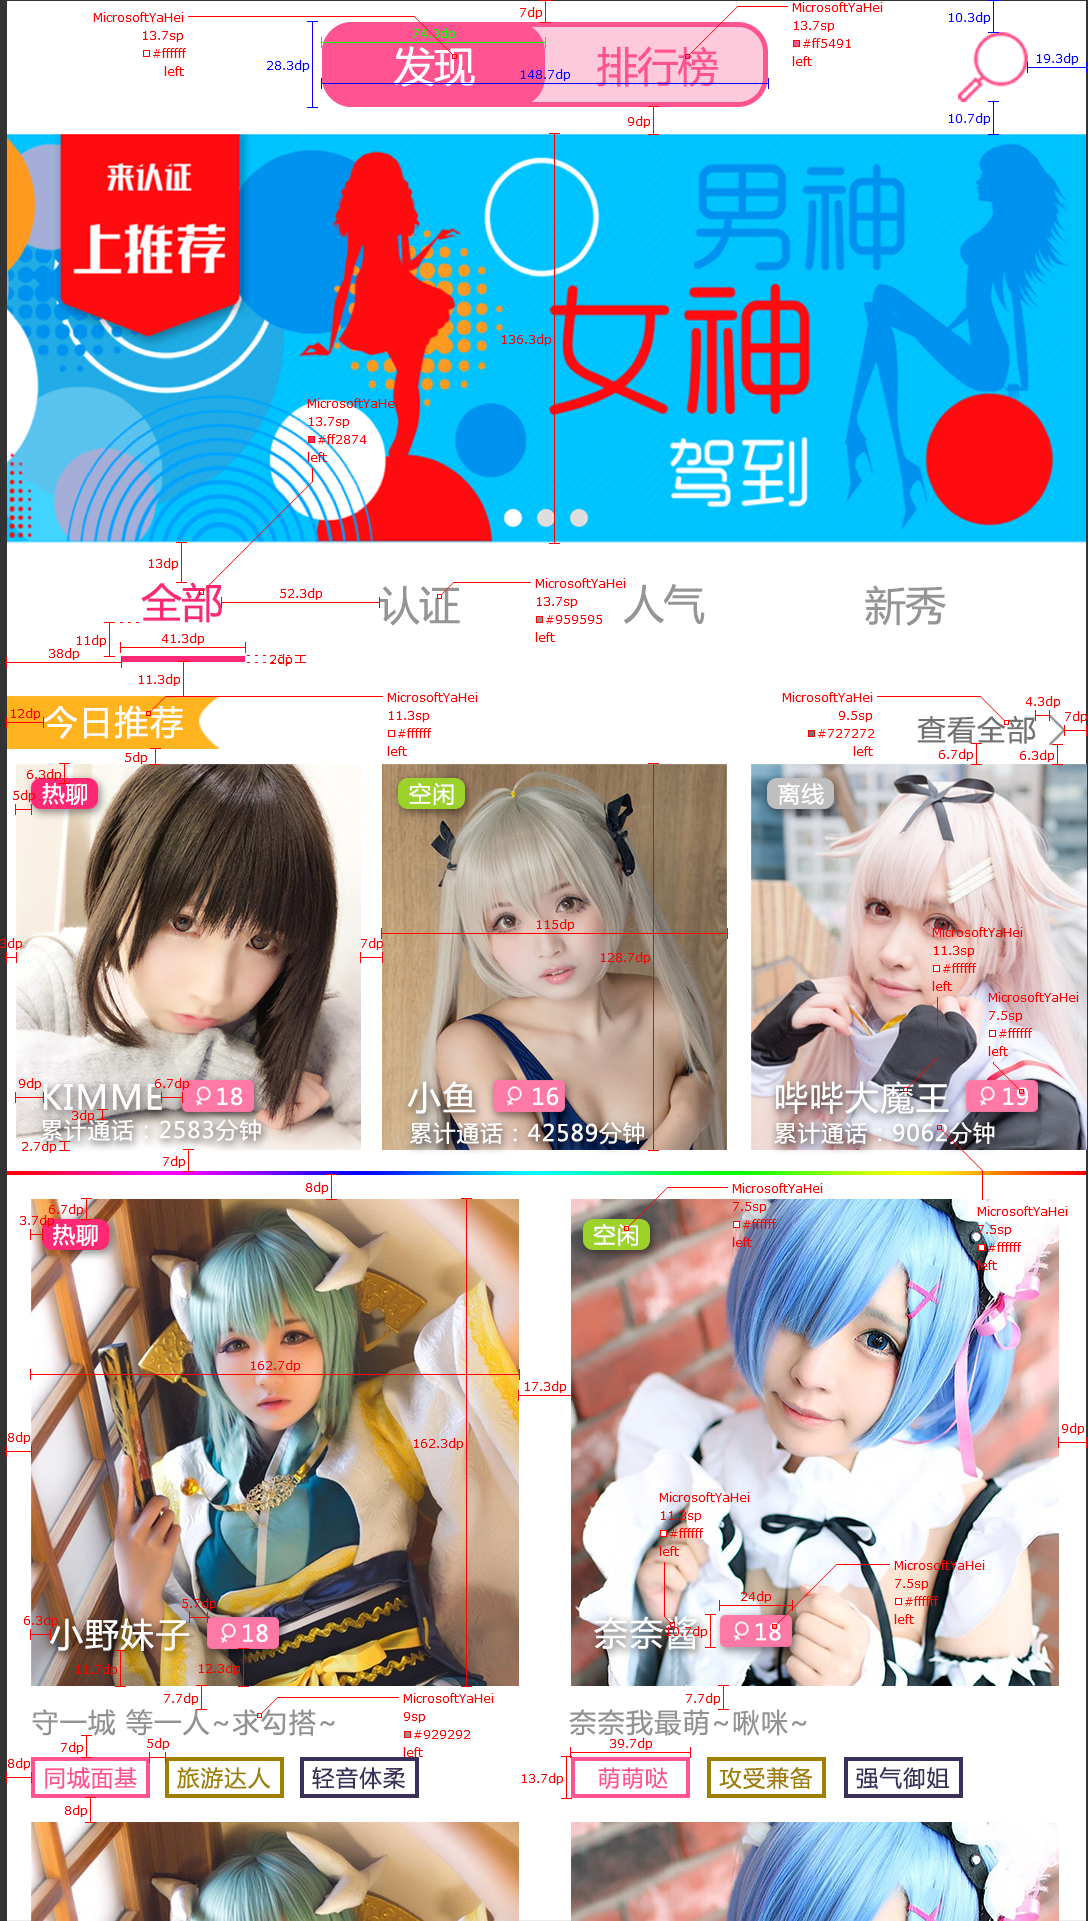 MicrosoftYaHei
13.7sp
#ffffff
left
7dp
28.3dp
发现
148.7dp
排行榜
MicrosoftYaHei
13.7sp
#ff5491
left
9dp
10.3dp
19.3dp
10.7dp
来认证
上推荐
男神
女神
驾到
136.3dp
MicrosoftYaHei
13.7sp
#ff2874
left
13dp
全部
52.3dp
认证
MicrosoftYaHei
13.7sp
#959595
left
人气
新秀
11dp
41.3dp
38dp
2dp
11.3dp
12dp
今日推荐
MicrosoftYaHei
11.3sp
#ffffff
left
MicrosoftYaHei
9.5sp
#727272
left
查看全部
4.3dp
7dp
6.7dp
6.3dp
5dp
6.3dp
5dp
热聊
空闲
离线
7dp
115dp
128.7dp
MicrosoftYaHei
11.3sp
#ffffff
left
MicrosoftYaHei
7.5sp
#ffffff
left
9dp
KIMME
6.7dp
18
3dp
累计通话：2583分钟
2.7dp
小鱼
16
累计通话：42589分钟
哔哔大魔王
19
累计通话：9062分钟
7dp
8dp
6.7dp
3.7dp
热聊
空闲
MicrosoftYaHei
7.5sp
#ffffff
left
MicrosoftYaHei
7.5sp
#ffffff
left
162.7dp
162.3dp
17.3dp
8dp
9dp
MicrosoftYaHei
11.3sp
#ffffff
left
MicrosoftYaHei
7.5sp
#ffffff
left
24dp
10.7dp
5.7dp
6.3dp
小野妹子
18
12.3dp
奈奈酱
18
7.7dp
守一城 等一人~求勾搭~
MicrosoftYaHei
9sp
#929292
left
7.7dp
奈奈我最萌~啾咪~
7dp
5dp
8dp
同城面基
旅游达人
轻音体柔
39.7dp
13.7dp
萌萌哒
攻受兼备
强气御姐
8dp